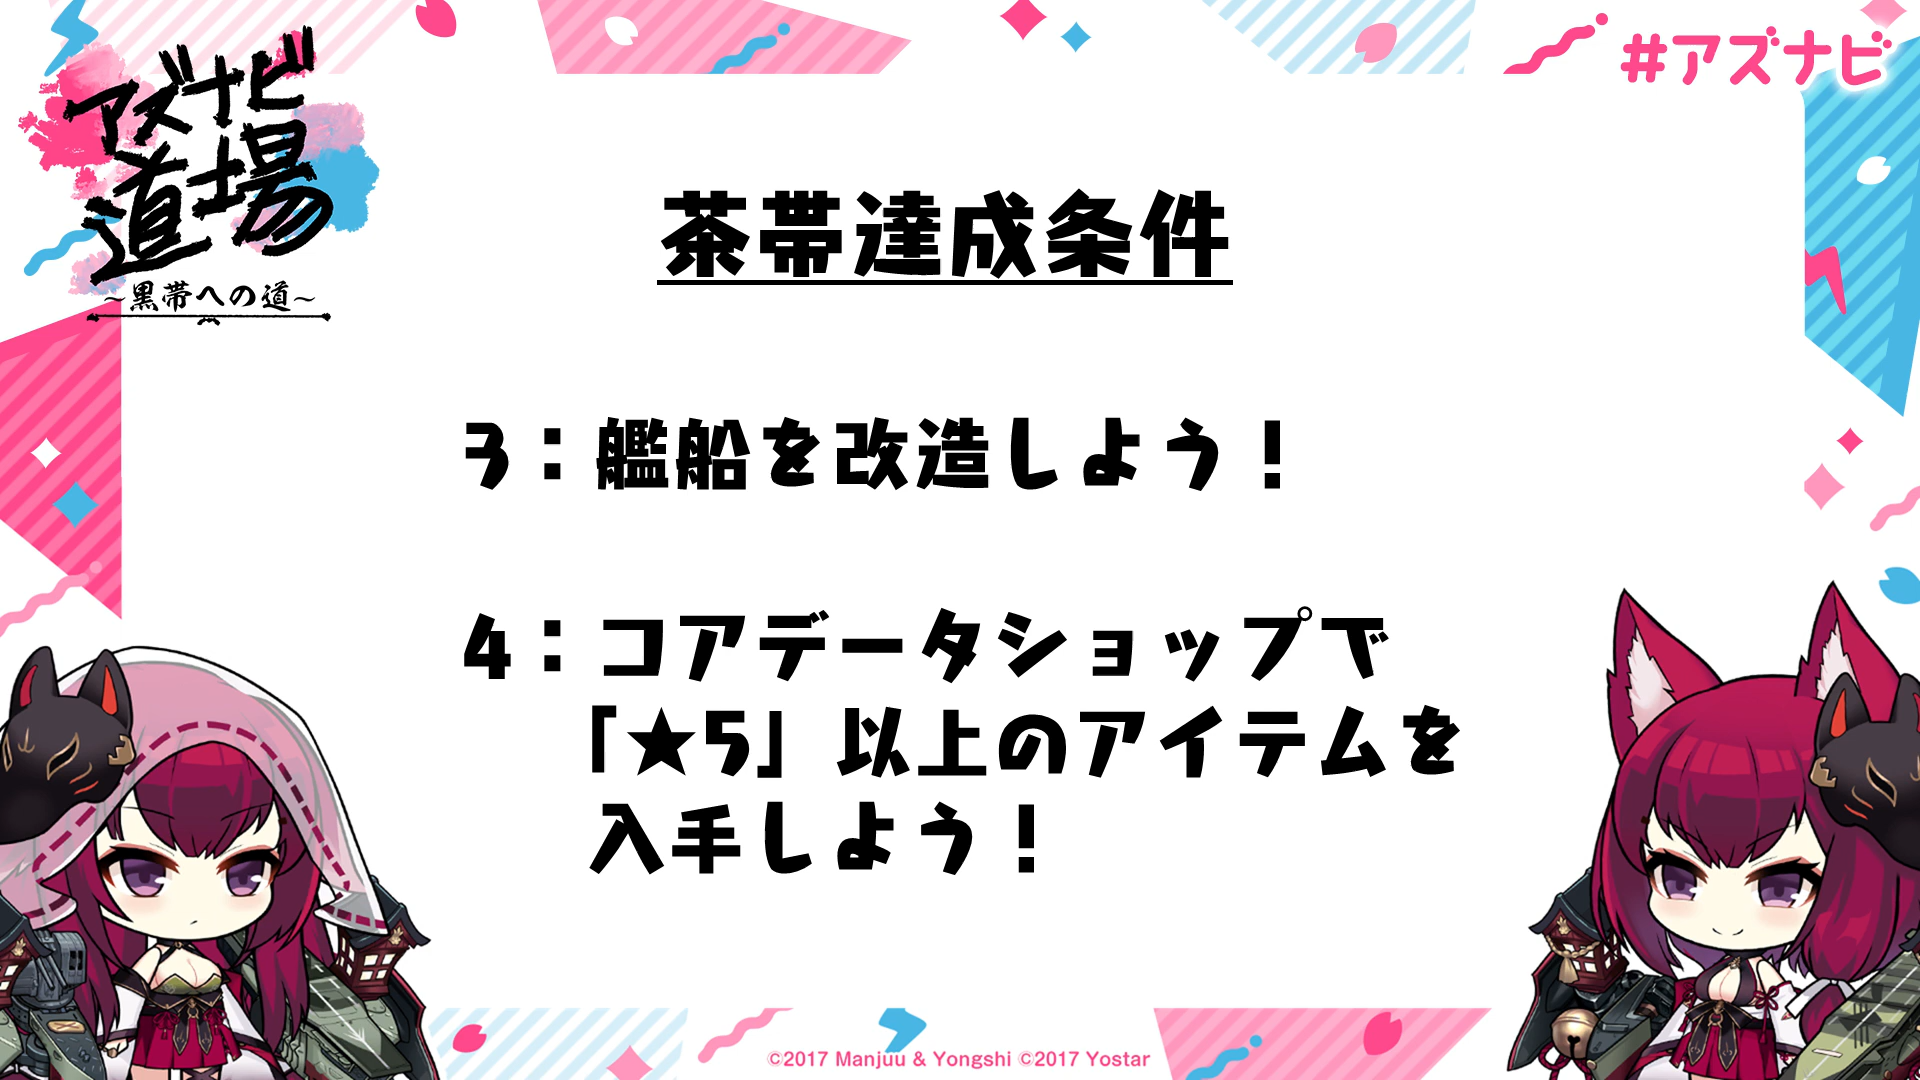 アズナビ
道場
~黒帯への道~
#アズナビ
茶帯達成条件
3：艦船を改造しよう！
4：コアデータショップで
「★5」以上のアイテムを
入手しよう！
©2017 Manjuu & Yongshi ©2017 Yostar